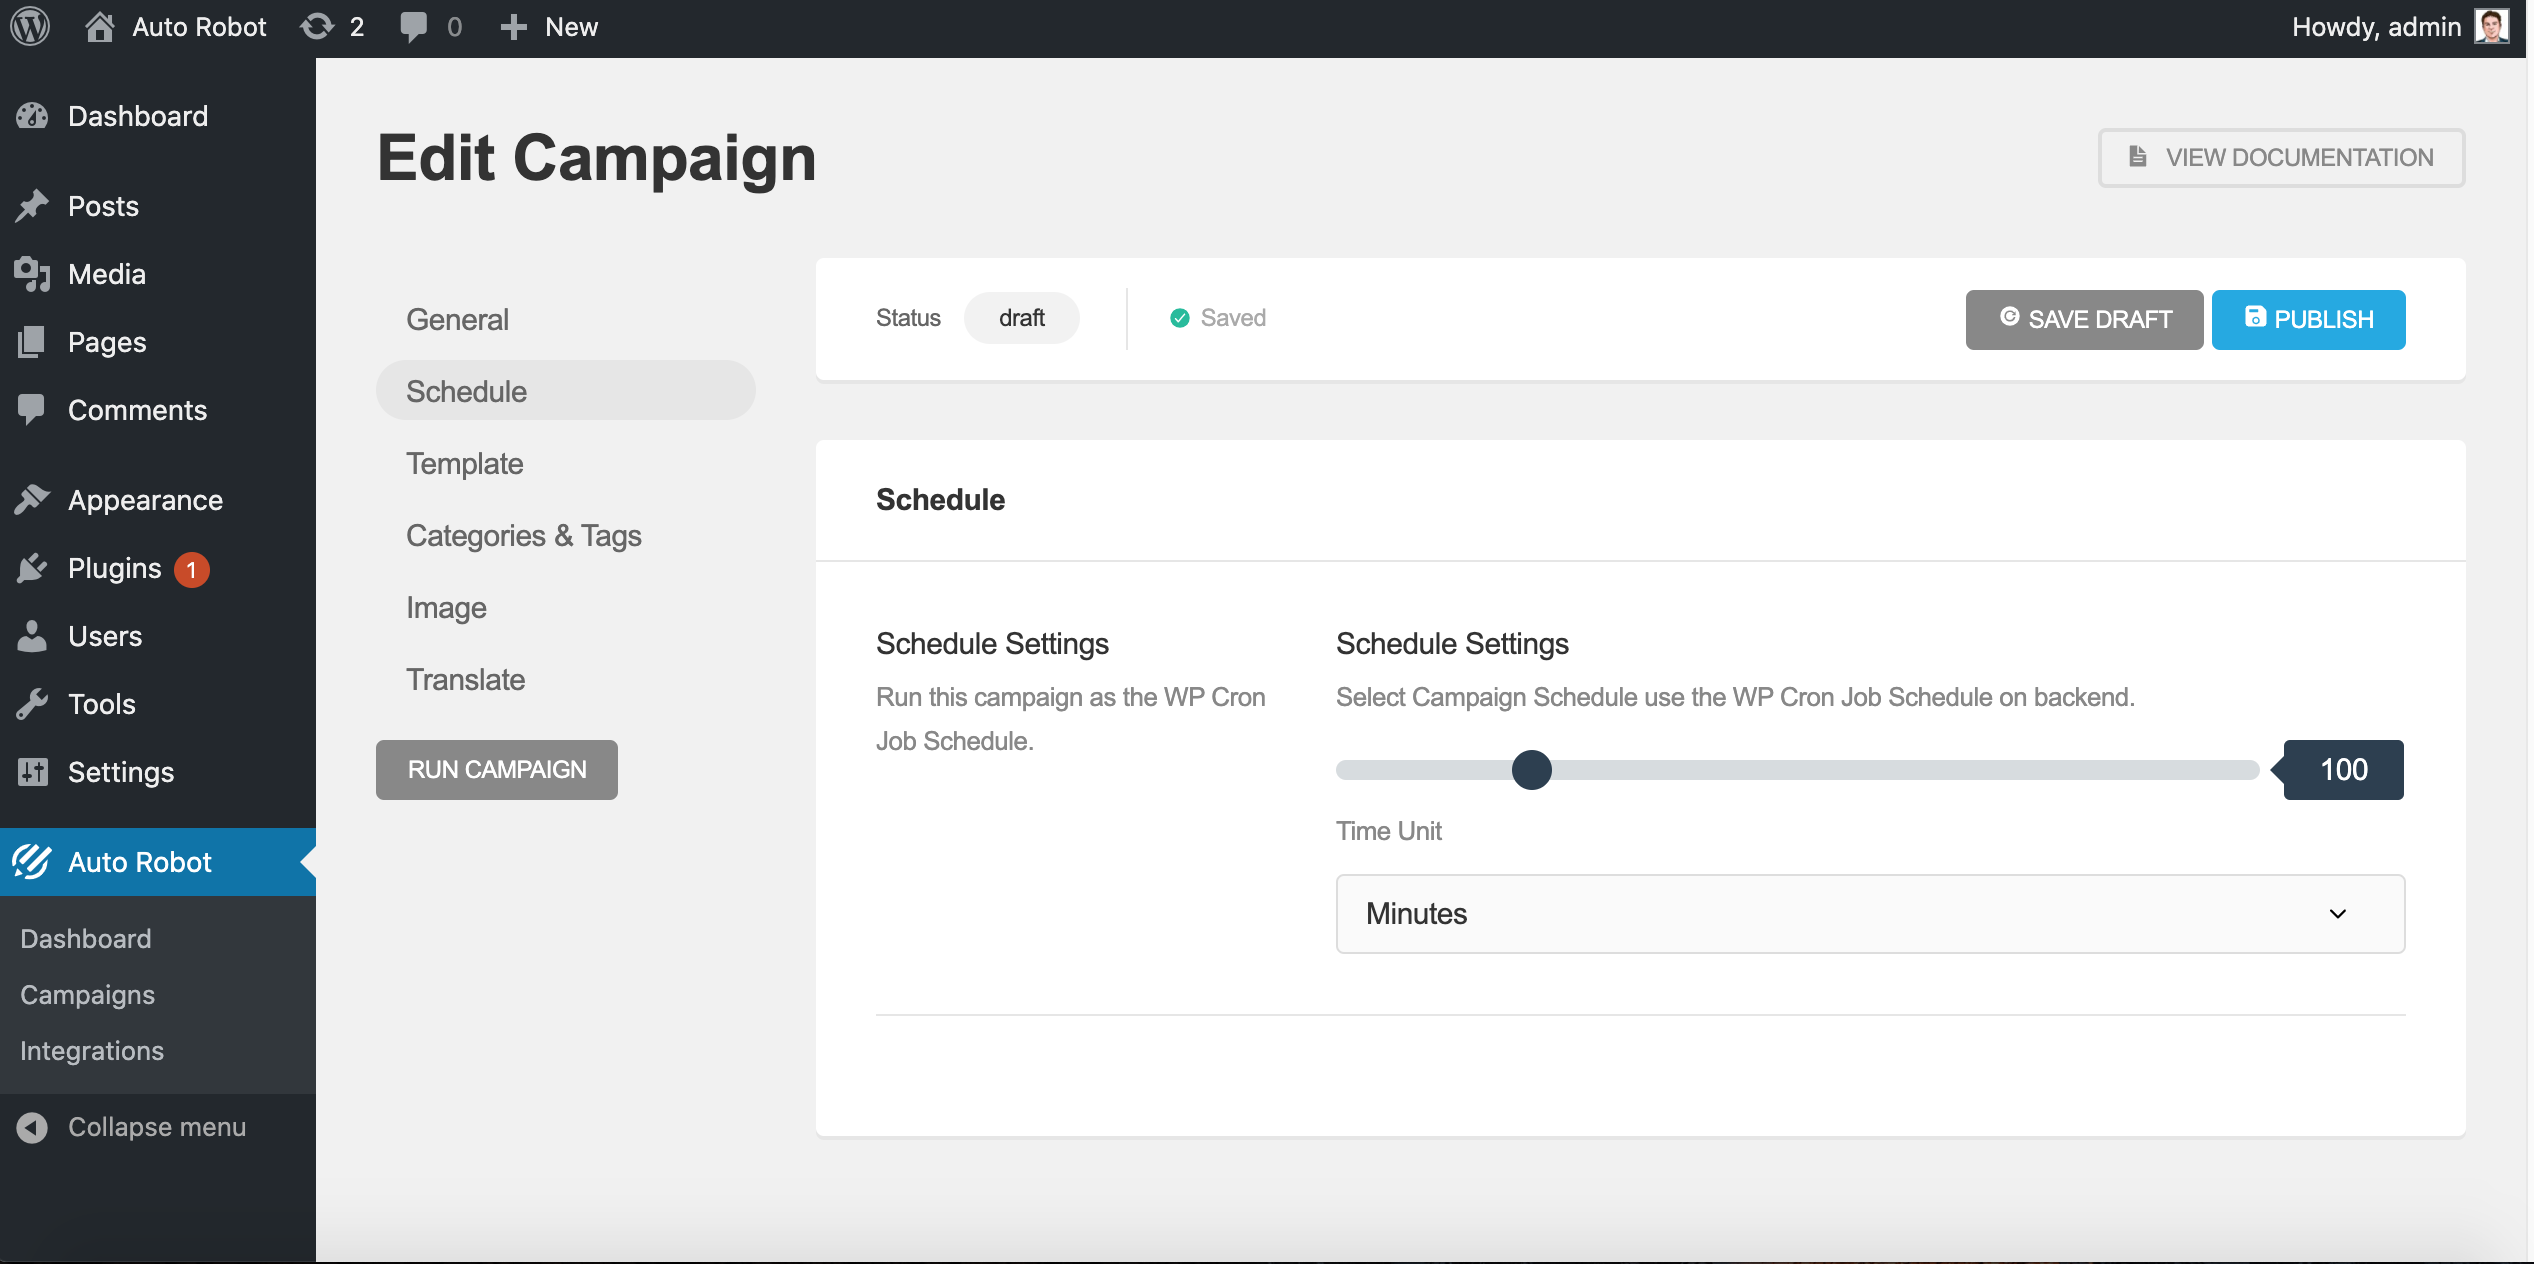 Auto Robot
2
0
New
Howdy, admin
Dashboard
Posts
Media
Pages
Comments
Appearance
Plugins 1
Users
Tools
Settings
Auto Robot
Dashboard
Campaigns
Integrations
Collapse menu
Edit Campaign
VIEW DOCUMENTATION
General
Schedule
Template
Categories & Tags
Image
Translate
RUN CAMPAIGN
Status draft Saved
SAVE DRAFT
PUBLISH
Schedule
Schedule Settings
Run this campaign as the WP Cron
Job Schedule.
Schedule Settings
Select Campaign Schedule use the WP Cron Job Schedule on backend.
100
Time Unit
Minutes